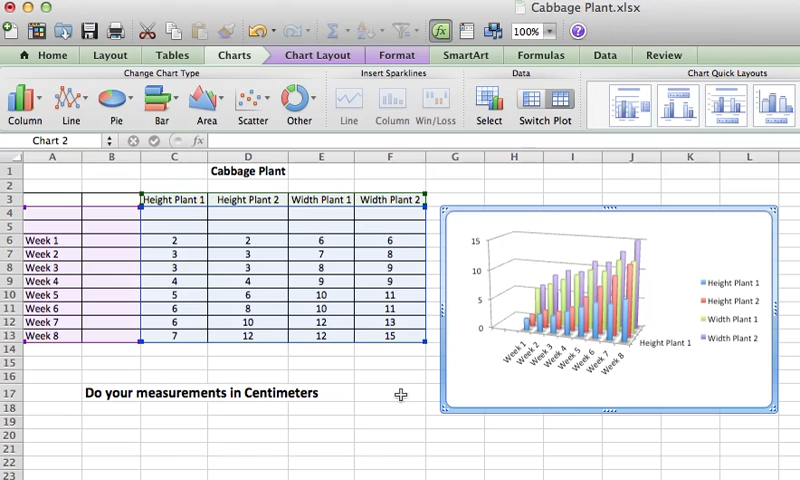 Cabbage Plant.xlsx
100%
Home Layout Tables Charts Chart Layout Format SmartArt Formulas Data Review
Change Chart Type Insert Sparklines Data Chart Quick Layouts
Column Line Pie Bar Area Scatter Other Line Column Win/Loss Select Switch Plot
Chart 2 fx
A B C D E F G H I J K L
1 Cabbage Plant
2
3 Height Plant 1 Height Plant 2 Width Plant 1 Width Plant 2
4
5
6 Week 1 2 2 6 6
7 Week 2 3 3 7 8
8 Week 3 3 3 8 9
9 Week 4 4 4 9 9
10 Week 5 5 6 10 11
11 Week 6 6 8 10 11
12 Week 7 6 10 12 13
13 Week 8 7 12 12 15
14
15
16
17 Do your measurements in Centimeters
18
19
20
21
22
23
15
10
5
0
Week 1
Week 2
Week 3
Week 4
Week 5
Week 6
Week 7
Week 8
Height Plant 1
Height Plant 1
Height Plant 2
Width Plant 1
Width Plant 2